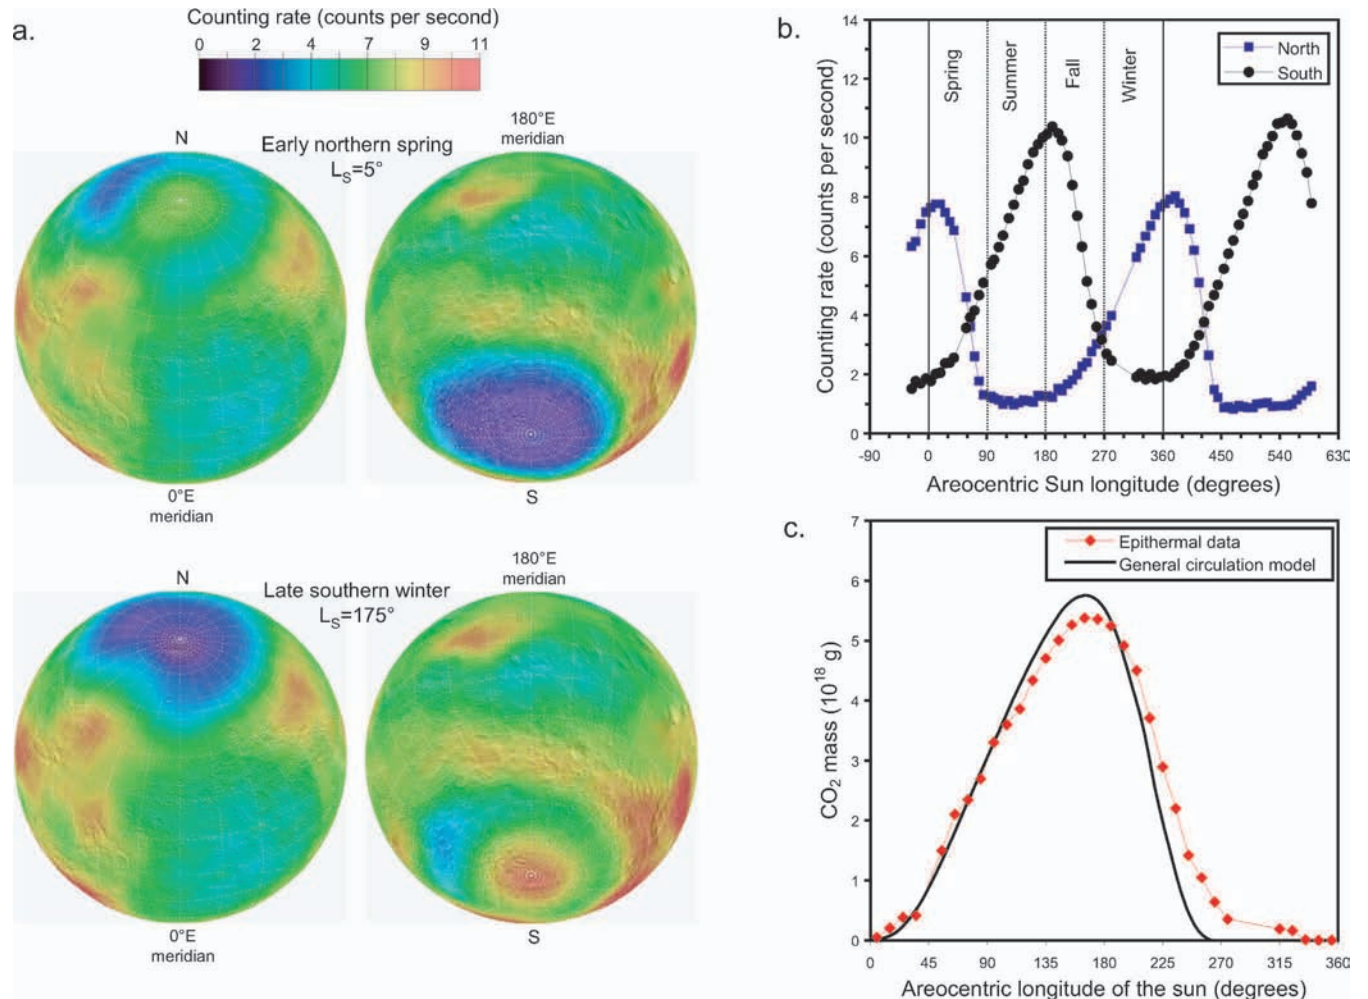 a.
Counting rate (counts per second)
0 2 4 7 9 11
N
Early northern spring
L_S=5°
180°E
meridian
0°E
meridian
S
N
Late southern winter
L_S=175°
180°E
meridian
0°E
meridian
S
b.
Counting rate (counts per second)
14
12
10
8
6
4
2
0
Spring
Summer
Fall
Winter
North
South
-90 0 90 180 270 360 450 540 630
Areocentric Sun longitude (degrees)
c.
CO₂ mass (10¹⁸ g)
7
6
5
4
3
2
1
0
Epithermal data
General circulation model
0 45 90 135 180 225 270 315 360
Areocentric longitude of the sun (degrees)